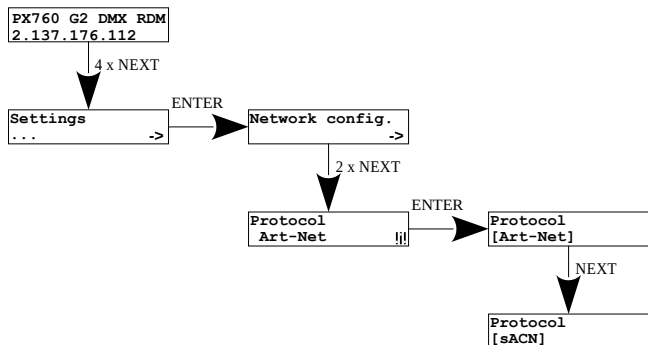 PX760 G2 DMX RDM
2.137.176.112
4 x NEXT
Settings
... ->
ENTER
Network config.
->
2 x NEXT
Protocol
Art-Net !¡!
ENTER
Protocol
[Art-Net]
NEXT
Protocol
[sACN]